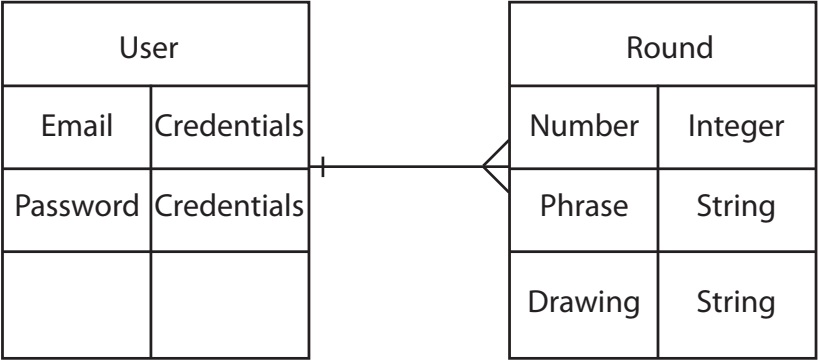 User
Email Credentials
Password Credentials
Round
Number Integer
Phrase String
Drawing String